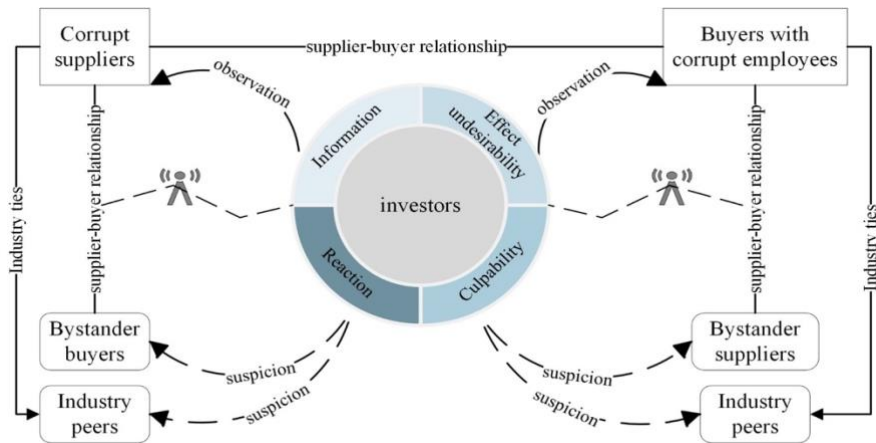 Corrupt
suppliers
supplier-buyer relationship
Buyers with
corrupt employees
observation
observation
Information
Effect
undesirability
investors
Reaction
Culpability
Industry ties
supplier-buyer relationship
supplier-buyer relationship
Industry ties
Bystander
buyers
suspicion
suspicion
Bystander
suppliers
Industry
peers
suspicion
suspicion
Industry
peers